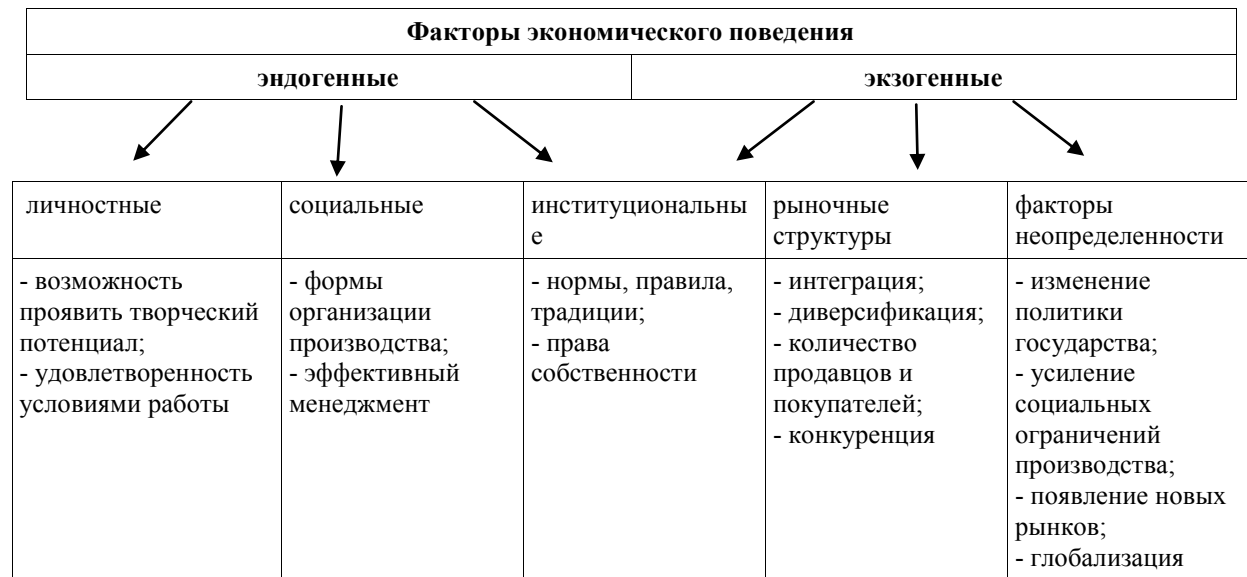 Факторы экономического поведения
эндогенные
экзогенные
личностные
социальные
институциональны
е
рыночные
структуры
факторы
неопределенности
- возможность
проявить творческий
потенциал;
- удовлетворенность
условиями работы
- формы
организации
производства;
- эффективный
менеджмент
- нормы, правила,
традиции;
- права
собственности
- интеграция;
- диверсификация;
- количество
продавцов и
покупателей;
- конкуренция
- изменение
политики
государства;
- усиление
социальных
ограничений
производства;
- появление новых
рынков;
- глобализация